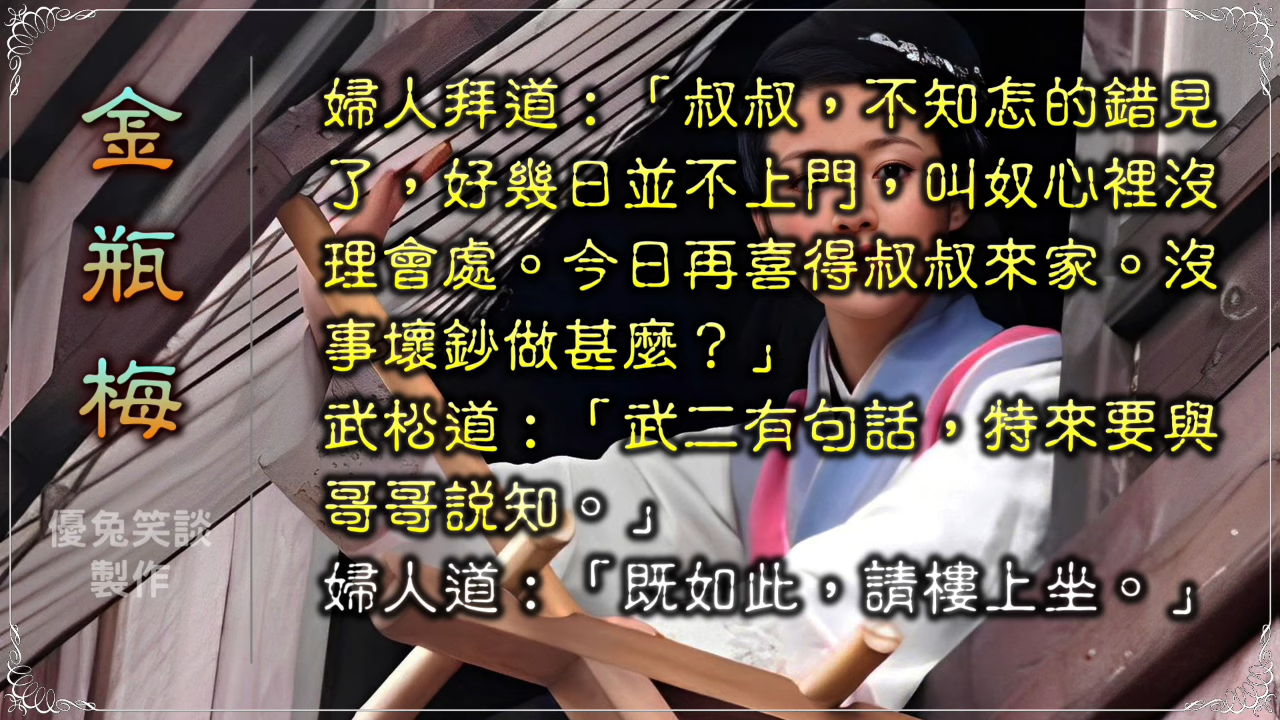 金瓶梅
優兔笑談
製作
婦人拜道：「叔叔，不知怎的錯見
了，好幾日並不上門，叫奴心裡沒
理會處。今日再喜得叔叔來家。沒
事壞鈔做甚麼？」
武松道：「武二有句話，特來要與
哥哥説知。」
婦人道：「既如此，請樓上坐。」